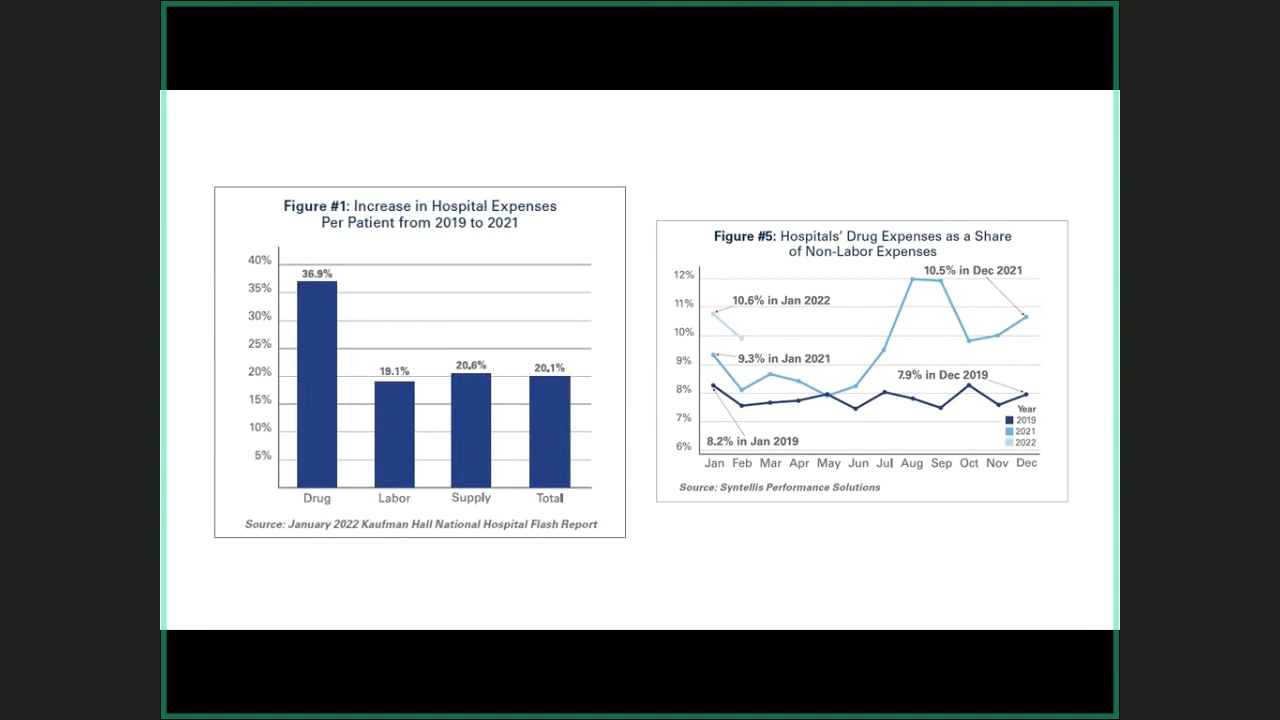 Figure #1: Increase in Hospital Expenses
Per Patient from 2019 to 2021
40%
35%
30%
25%
20%
15%
10%
5%
36.9%
19.1%
20.6%
20.1%
Drug
Labor
Supply
Total
Source: January 2022 Kaufman Hall National Hospital Flash Report
Figure #5: Hospitals' Drug Expenses as a Share
of Non-Labor Expenses
12%
11%
10%
9%
8%
7%
6%
10.5% in Dec 2021
10.6% in Jan 2022
9.3% in Jan 2021
7.9% in Dec 2019
8.2% in Jan 2019
Year
2019
2021
2022
Jan Feb Mar Apr May Jun Jul Aug Sep Oct Nov Dec
Source: Syntellis Performance Solutions